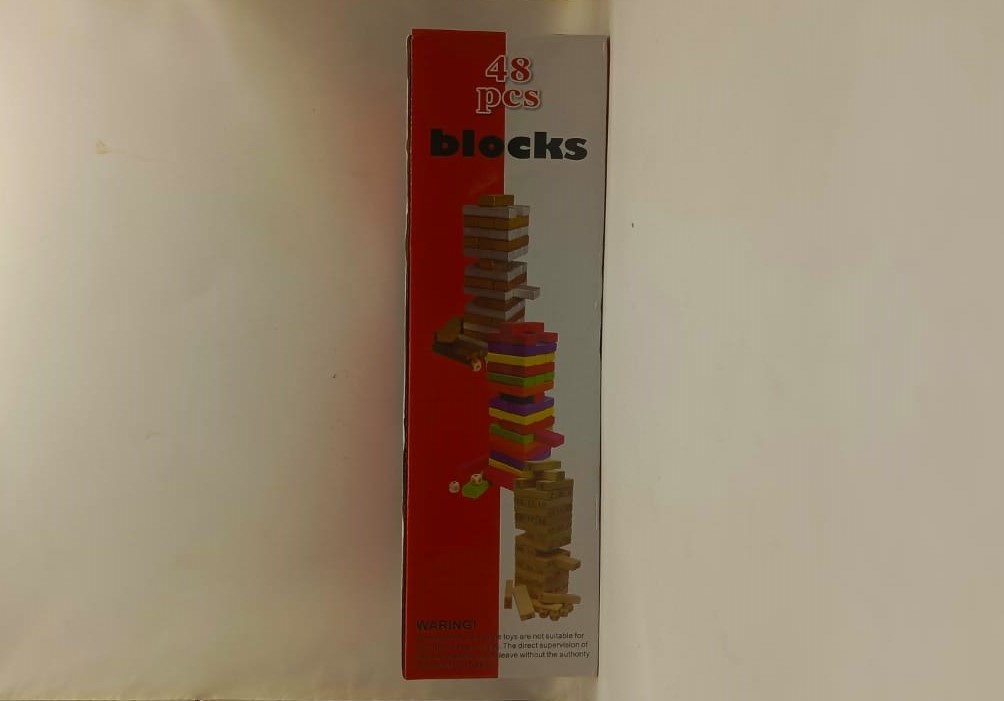 48
pcs
blocks
WARING!
toys are not suitable for
The direct supervision of
leave without the authority